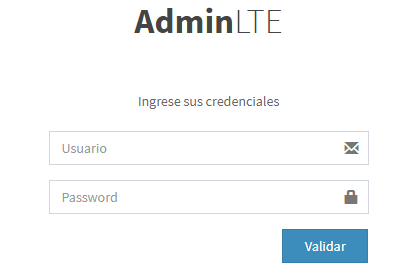 AdminLTE
Ingrese sus credenciales
Usuario
Password
Validar